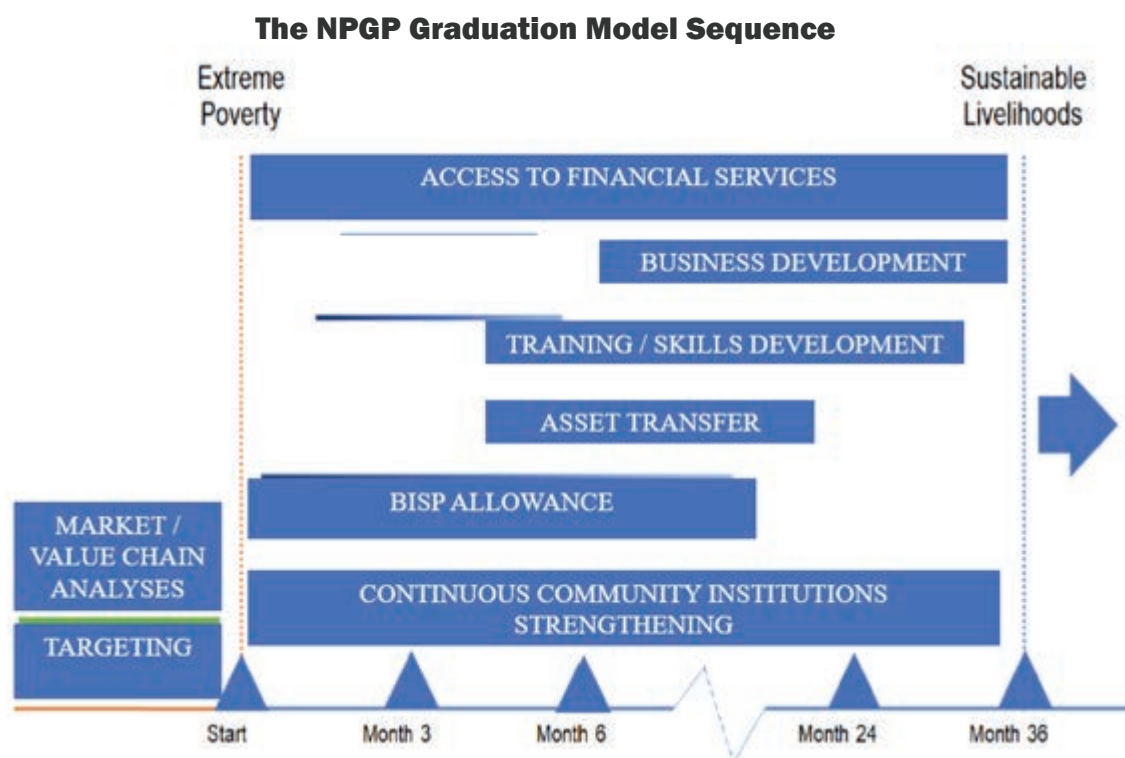 The NPGP Graduation Model Sequence
Extreme
Poverty
Sustainable
Livelihoods
ACCESS TO FINANCIAL SERVICES
BUSINESS DEVELOPMENT
TRAINING / SKILLS DEVELOPMENT
ASSET TRANSFER
BISP ALLOWANCE
MARKET /
VALUE CHAIN
ANALYSES
TARGETING
CONTINUOUS COMMUNITY INSTITUTIONS
STRENGTHENING
Start
Month 3
Month 6
Month 24
Month 36